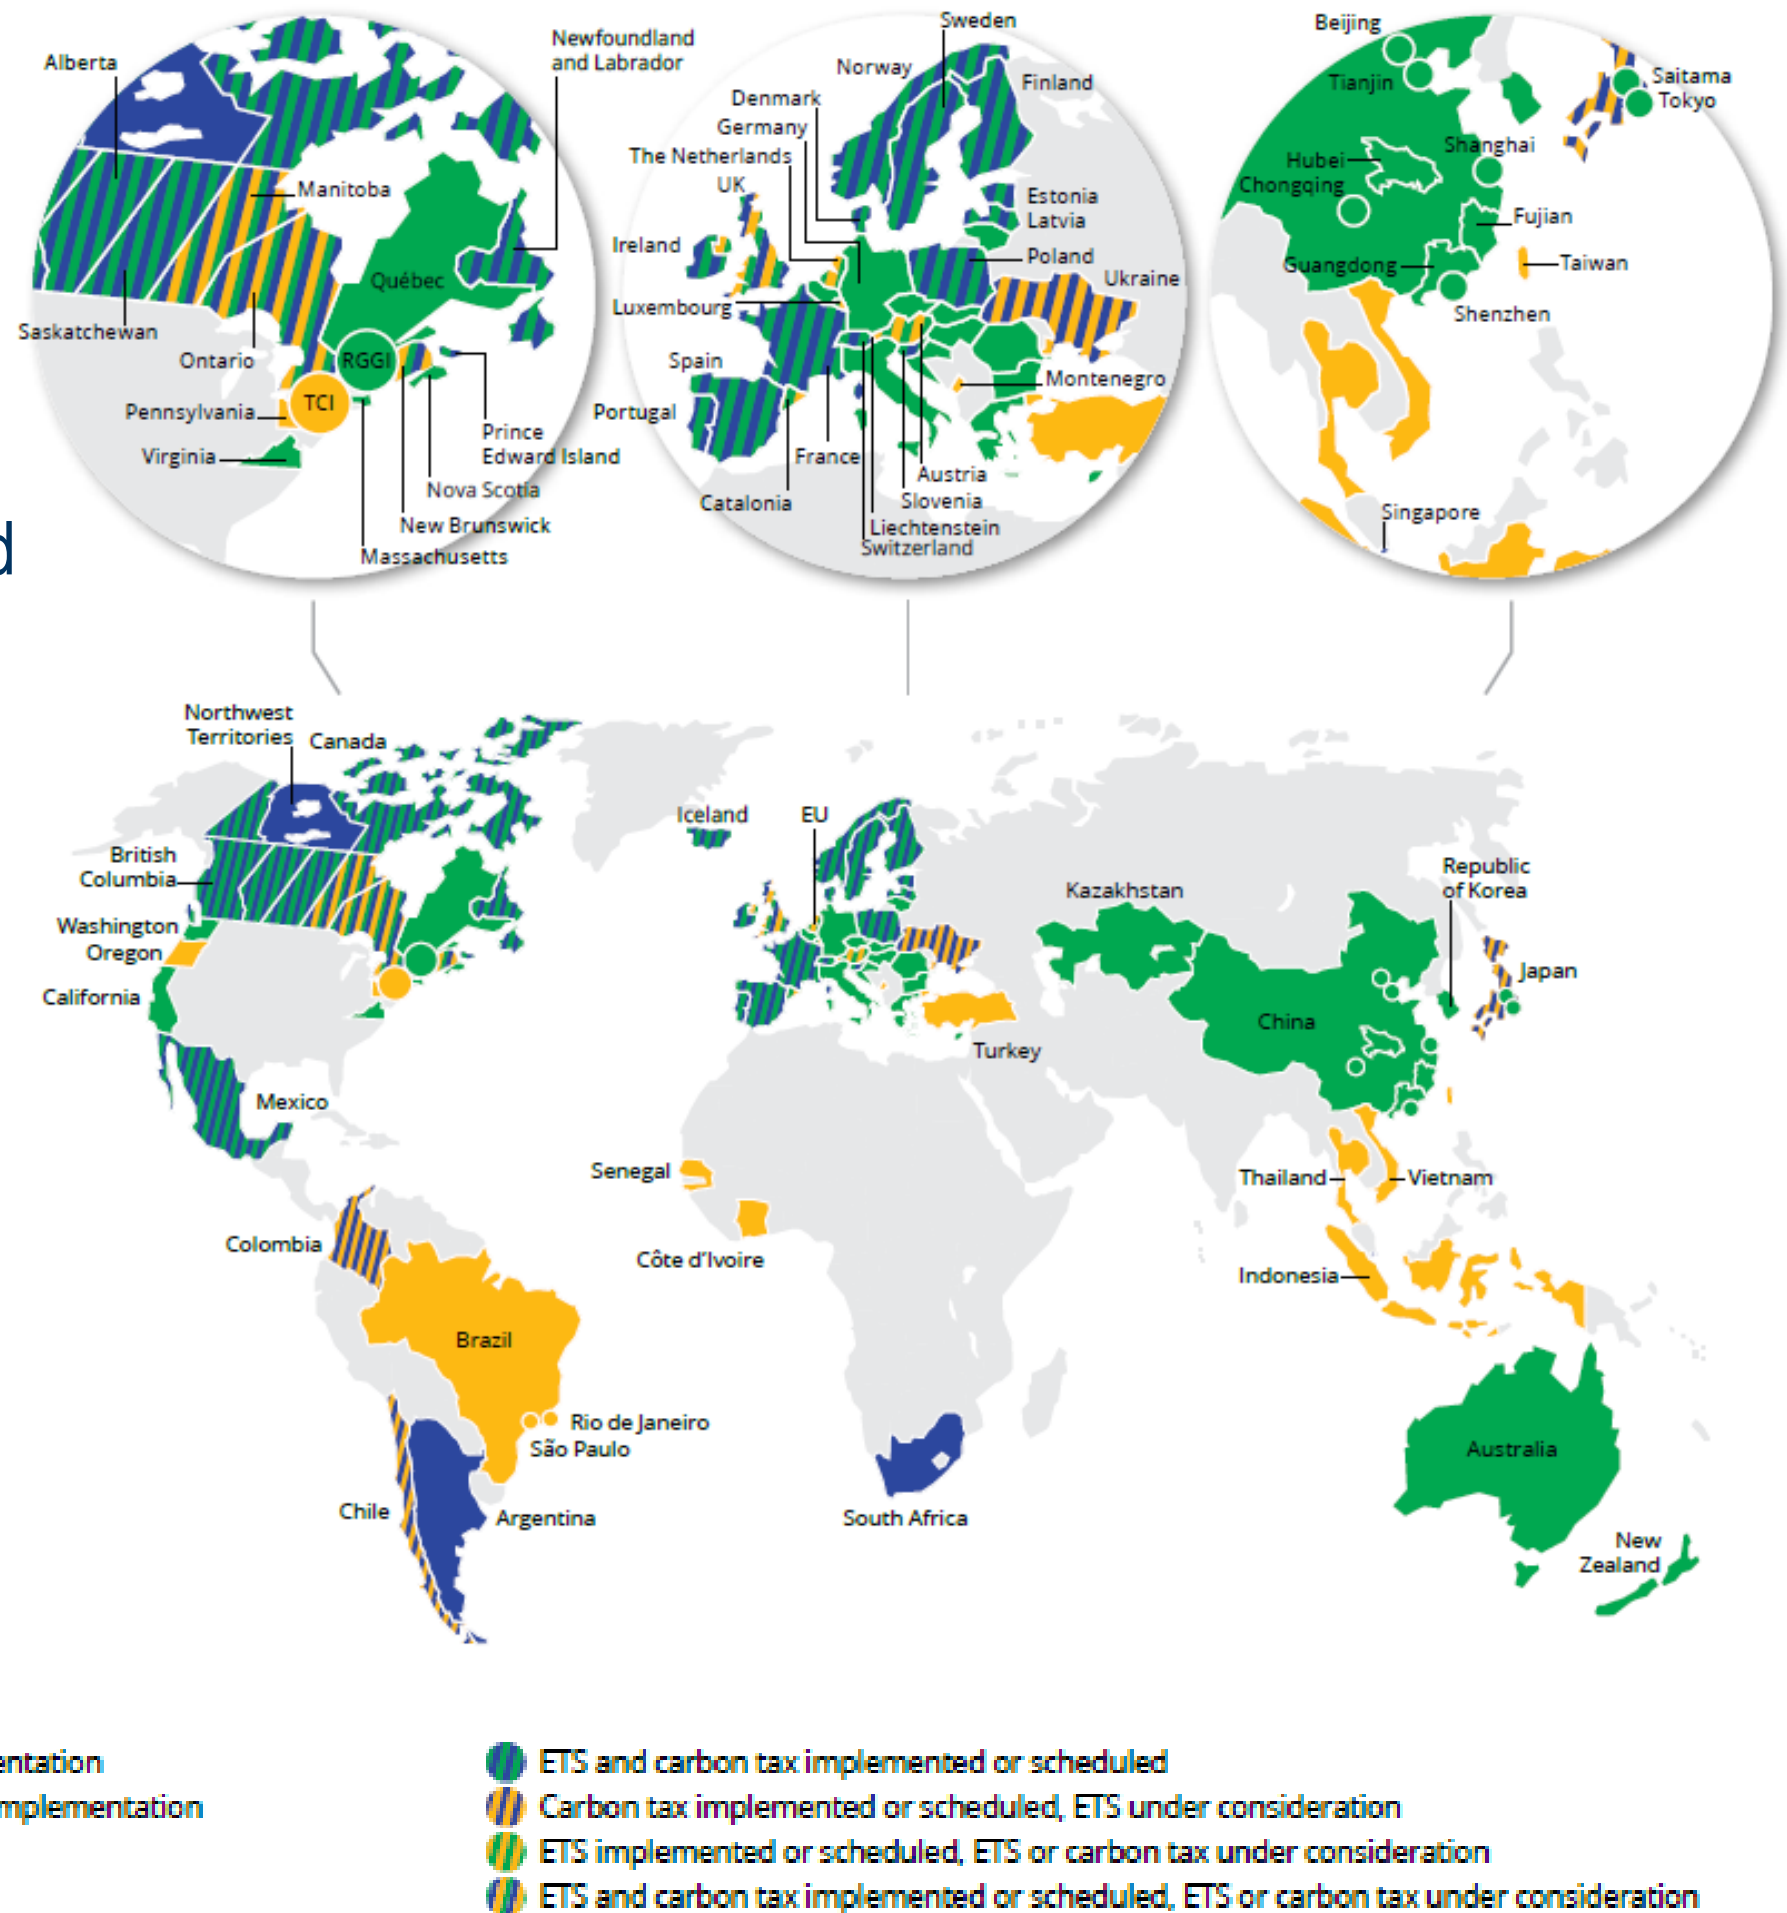 Alberta
Newfoundland
and Labrador
Manitoba
Québec
Saskatchewan
Ontario
RGGI
TCI
Pennsylvania
Virginia
Prince
Edward Island
Nova Scotia
New Brunswick
Massachusetts
Sweden
Norway
Finland
Denmark
Germany
The Netherlands
UK
Estonia
Latvia
Ireland
Poland
Ukraine
Luxembourg
Spain
Montenegro
Portugal
France
Austria
Catalonia
Slovenia
Liechtenstein
Switzerland
Beijing
Tianjin
Saitama
Tokyo
Shanghai
Hubei
Chongqing
Fujian
Guangdong
Taiwan
Shenzhen
Singapore
d
Northwest
Territories
Canada
Iceland
EU
British
Columbia
Republic
of Korea
Kazakhstan
Washington
Oregon
California
Japan
China
Turkey
Mexico
Senegal
Thailand
Vietnam
Colombia
Côte d'Ivoire
Indonesia
Brazil
Rio de Janeiro
São Paulo
Australia
Chile
Argentina
South Africa
New
Zealand
entation
mplementation
ETS and carbon tax implemented or scheduled
Carbon tax implemented or scheduled, ETS under consideration
ETS implemented or scheduled, ETS or carbon tax under consideration
ETS and carbon tax implemented or scheduled, ETS or carbon tax under consideration